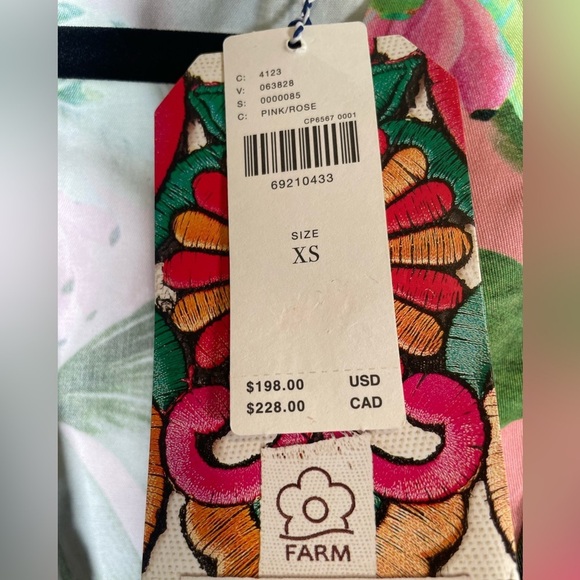 C: 4123
V: 063828
S: 0000085
C: PINK/ROSE
CP6567 0001
69210433
SIZE
XS
$198.00 USD
$228.00 CAD
FARM